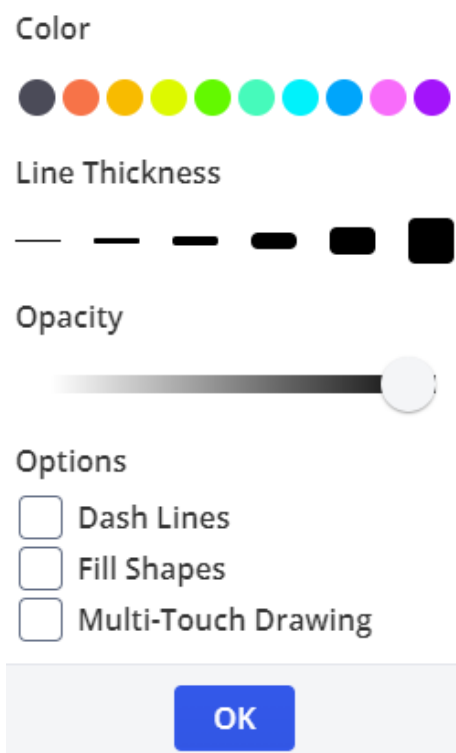 Color
Line Thickness
Opacity
Options
Dash Lines
Fill Shapes
Multi-Touch Drawing
OK